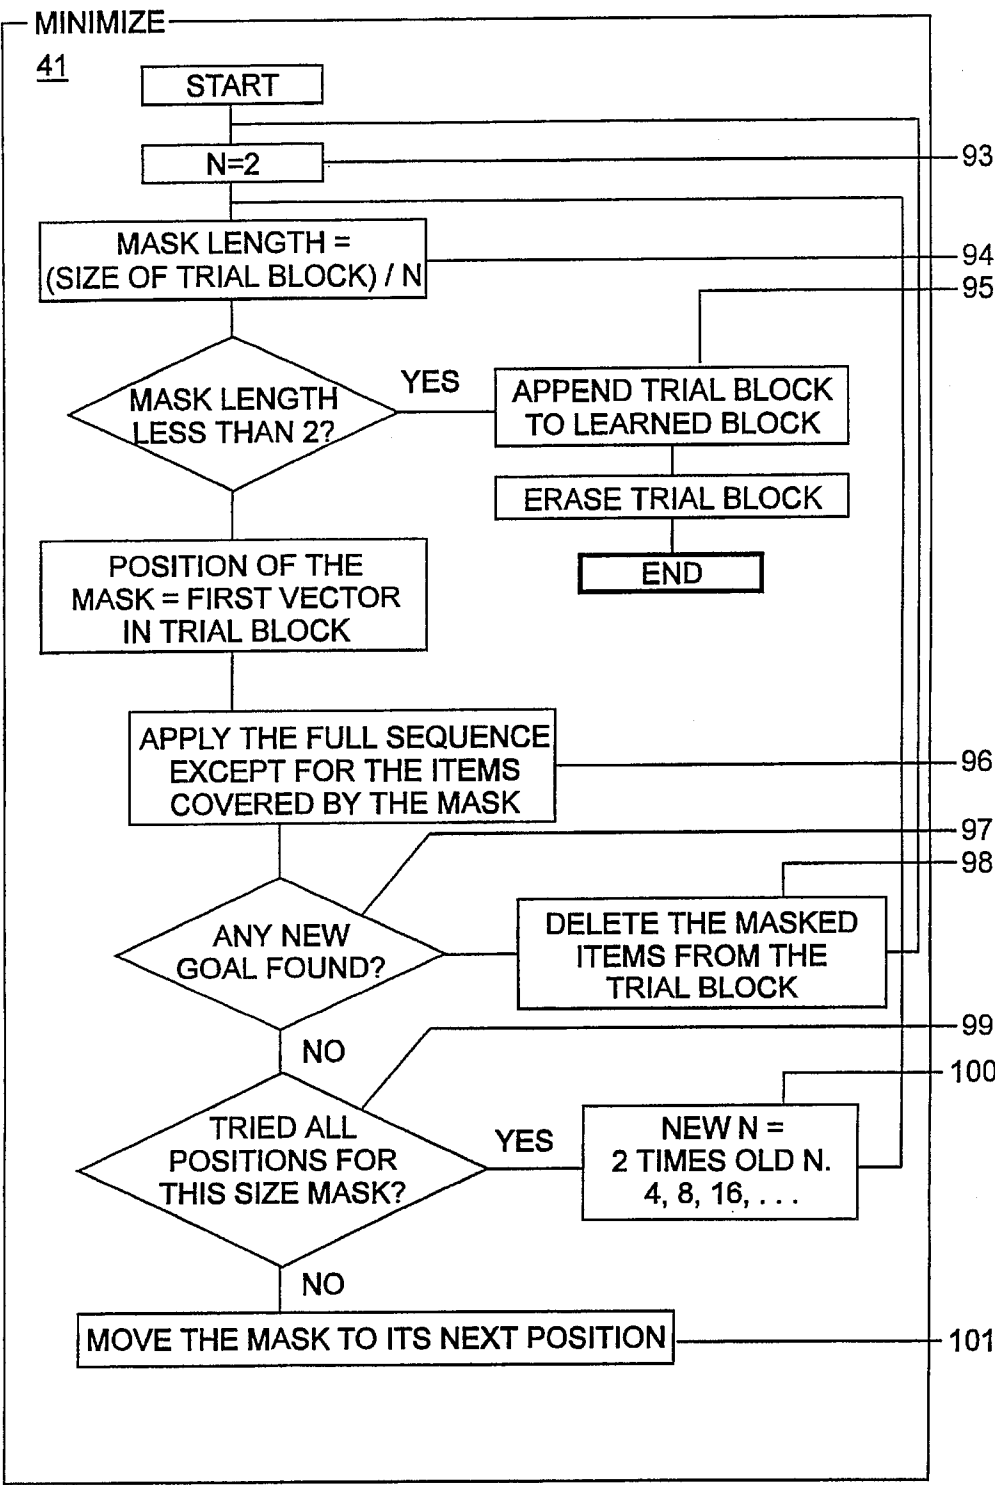 MINIMIZE
41
START
N=2
93
MASK LENGTH =
(SIZE OF TRIAL BLOCK) / N
94
95
MASK LENGTH
LESS THAN 2?
YES
APPEND TRIAL BLOCK
TO LEARNED BLOCK
ERASE TRIAL BLOCK
END
POSITION OF THE
MASK = FIRST VECTOR
IN TRIAL BLOCK
APPLY THE FULL SEQUENCE
EXCEPT FOR THE ITEMS
COVERED BY THE MASK
96
97
98
ANY NEW
GOAL FOUND?
DELETE THE MASKED
ITEMS FROM THE
TRIAL BLOCK
NO
99
100
TRIED ALL
POSITIONS FOR
THIS SIZE MASK?
YES
NEW N =
2 TIMES OLD N.
4, 8, 16, . . .
NO
MOVE THE MASK TO ITS NEXT POSITION
101